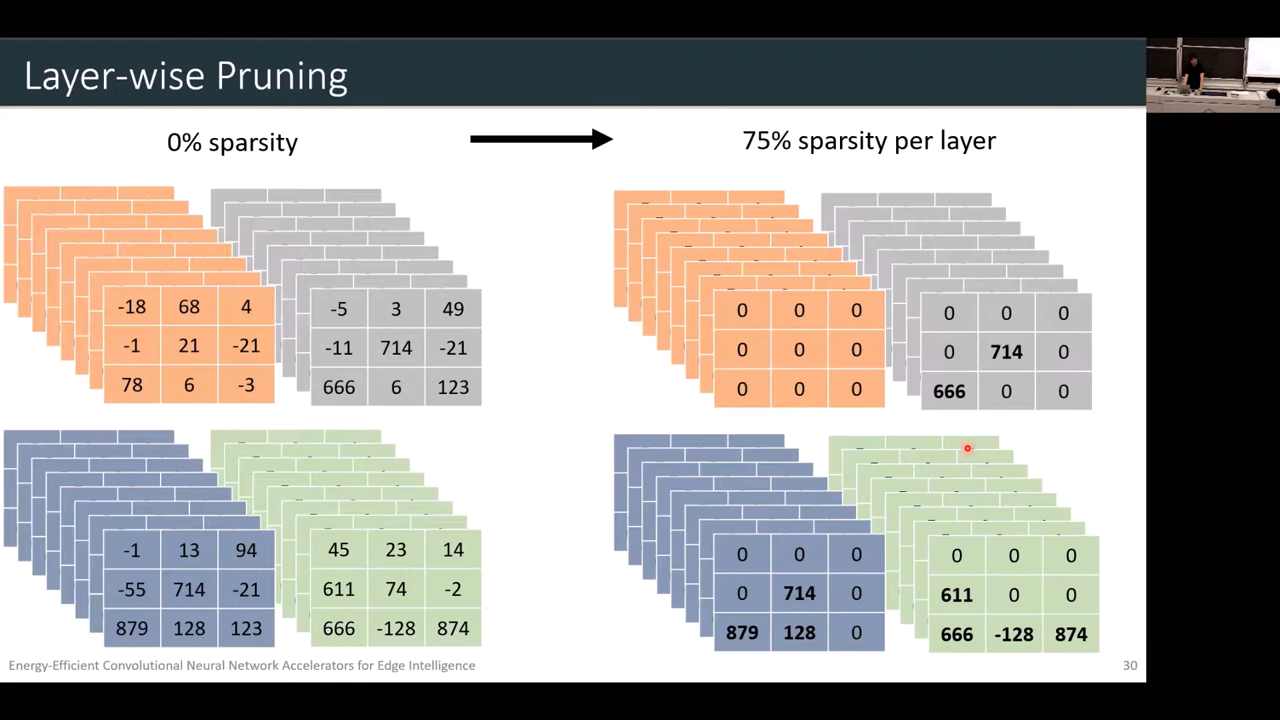 Layer-wise Pruning
0% sparsity
75% sparsity per layer
-18 68 4
-1 21 -21
78 6 -3
-5 3 49
-11 714 -21
666 6 123
0 0 0
0 0 0
0 0 0
0 0 0
0 714 0
666 0 0
-1 13 94
-55 714 -21
879 128 123
45 23 14
611 74 -2
666 -128 874
0 0 0
0 714 0
879 128 0
0 0 0
611 0 0
666 -128 874
Energy-Efficient Convolutional Neural Network Accelerators for Edge Intelligence
30